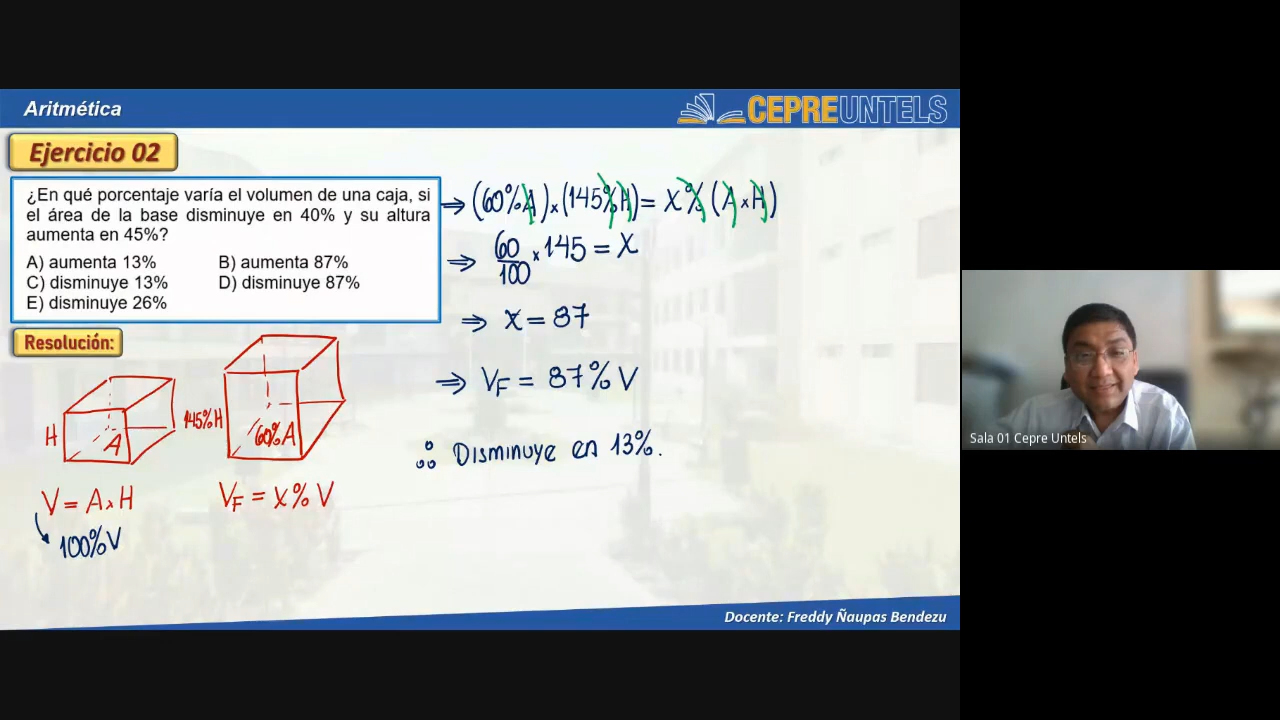 Aritmética
CEPREUNTELS
Ejercicio 02
¿En qué porcentaje varía el volumen de una caja, si
el área de la base disminuye en 40% y su altura
aumenta en 45%?
A) aumenta 13% B) aumenta 87%
C) disminuye 13% D) disminuye 87%
E) disminuye 26%
Resolución:
H
A
145%H
60%A
V = A x H
100%V
V_F = X% V
⇒ (60%A) x (145%H) = X% (A x H)
⇒ 60/100 x 145 = X
⇒ x = 87
⇒ V_F = 87% V
∴ Disminuye en 13%.
Docente: Freddy Ñaupas Bendezu
Sala 01 Cepre Untels